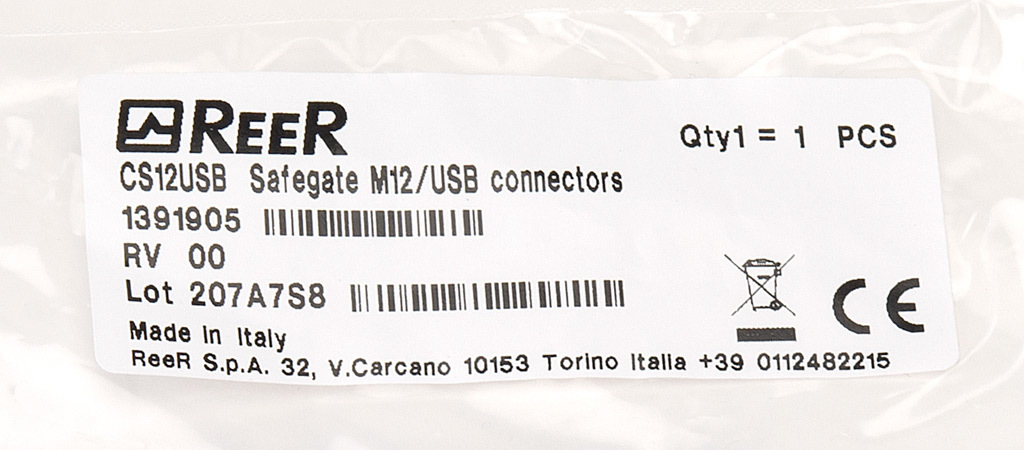 REER
Qty1 = 1 PCS
CS12USB Safegate M12/USB connectors
1391905
RV 00
Lot 207A7S8
CE
Made in Italy
ReeR S.p.A. 32, V.Carcano 10153 Torino Italia +39 0112482215